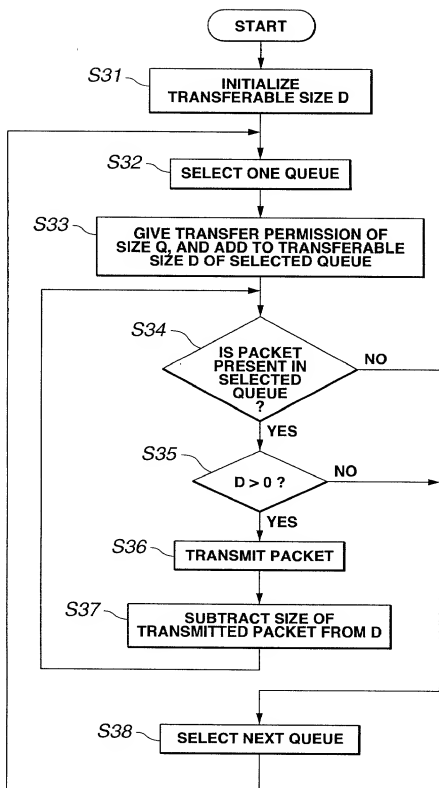 START
S31
INITIALIZE
TRANSFERABLE SIZE D
S32
SELECT ONE QUEUE
S33
GIVE TRANSFER PERMISSION OF
SIZE Q, AND ADD TO TRANSFERABLE
SIZE D OF SELECTED QUEUE
S34
IS PACKET
PRESENT IN
SELECTED
QUEUE
?
NO
YES
S35
D > 0 ?
NO
YES
S36
TRANSMIT PACKET
S37
SUBTRACT SIZE OF
TRANSMITTED PACKET FROM D
S38
SELECT NEXT QUEUE